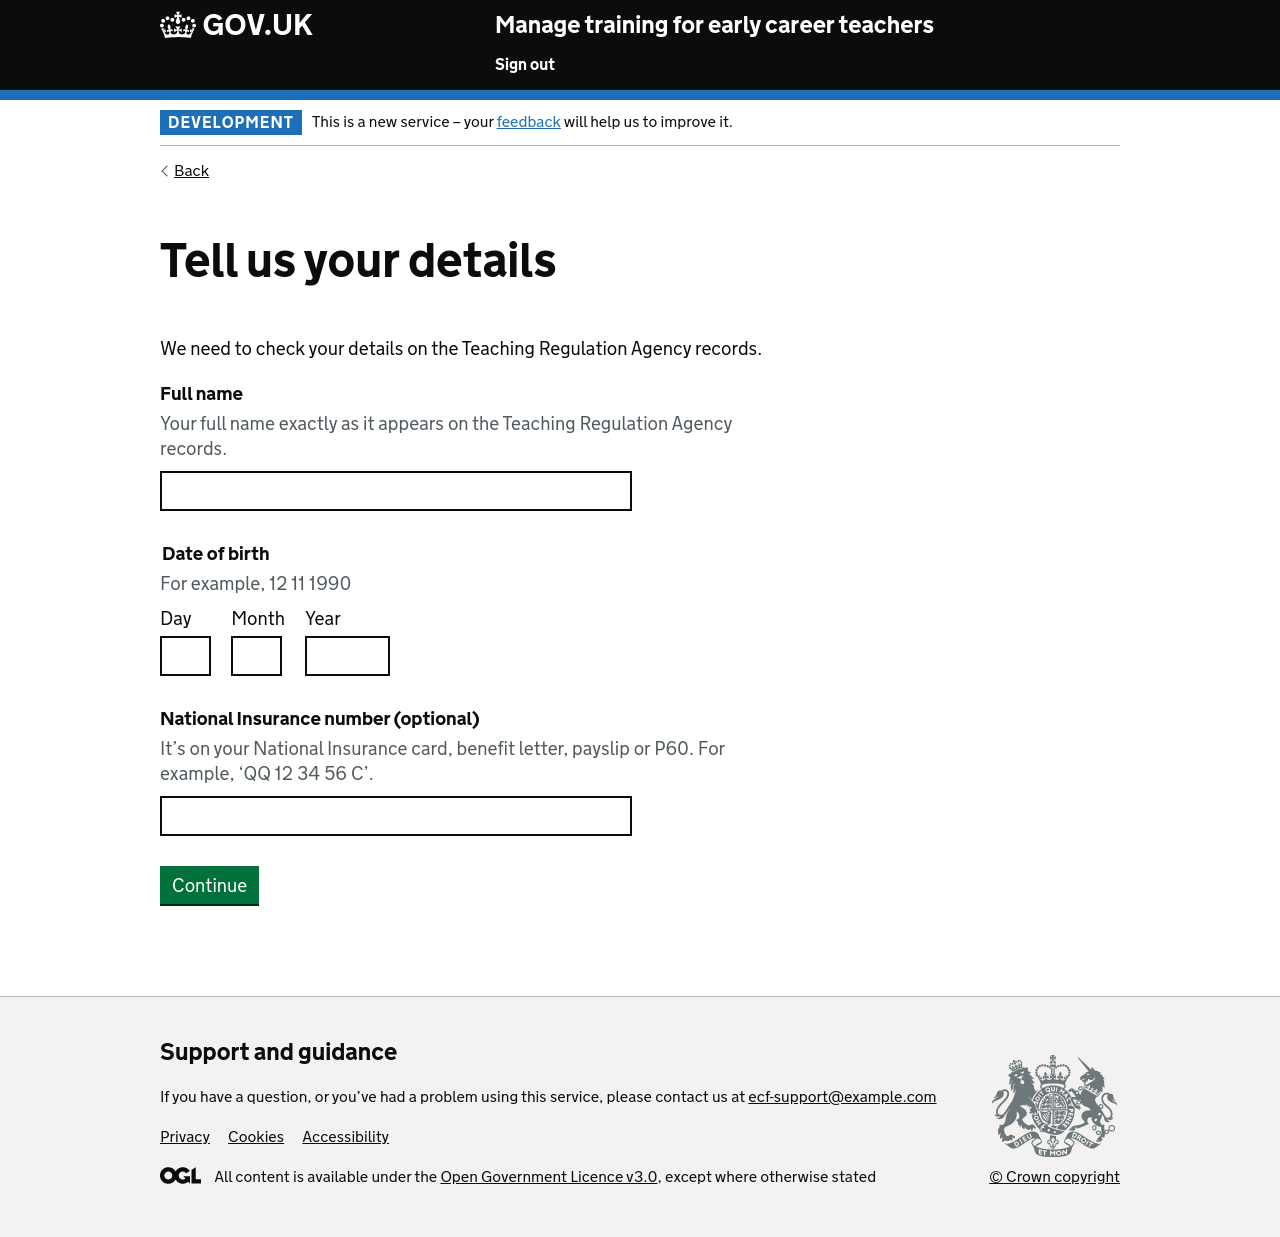 GOV.UK
Manage training for early career teachers
Sign out
DEVELOPMENT This is a new service – your feedback will help us to improve it.
Back
Tell us your details
We need to check your details on the Teaching Regulation Agency records.
Full name
Your full name exactly as it appears on the Teaching Regulation Agency
records.
Date of birth
For example, 12 11 1990
Day Month Year
National Insurance number (optional)
It’s on your National Insurance card, benefit letter, payslip or P60. For
example, ‘QQ 12 34 56 C’.
Continue
Support and guidance
If you have a question, or you’ve had a problem using this service, please contact us at ecf-support@example.com
Privacy Cookies Accessibility
OGL All content is available under the Open Government Licence v3.0, except where otherwise stated
DIEU ET MON DROIT
© Crown copyright